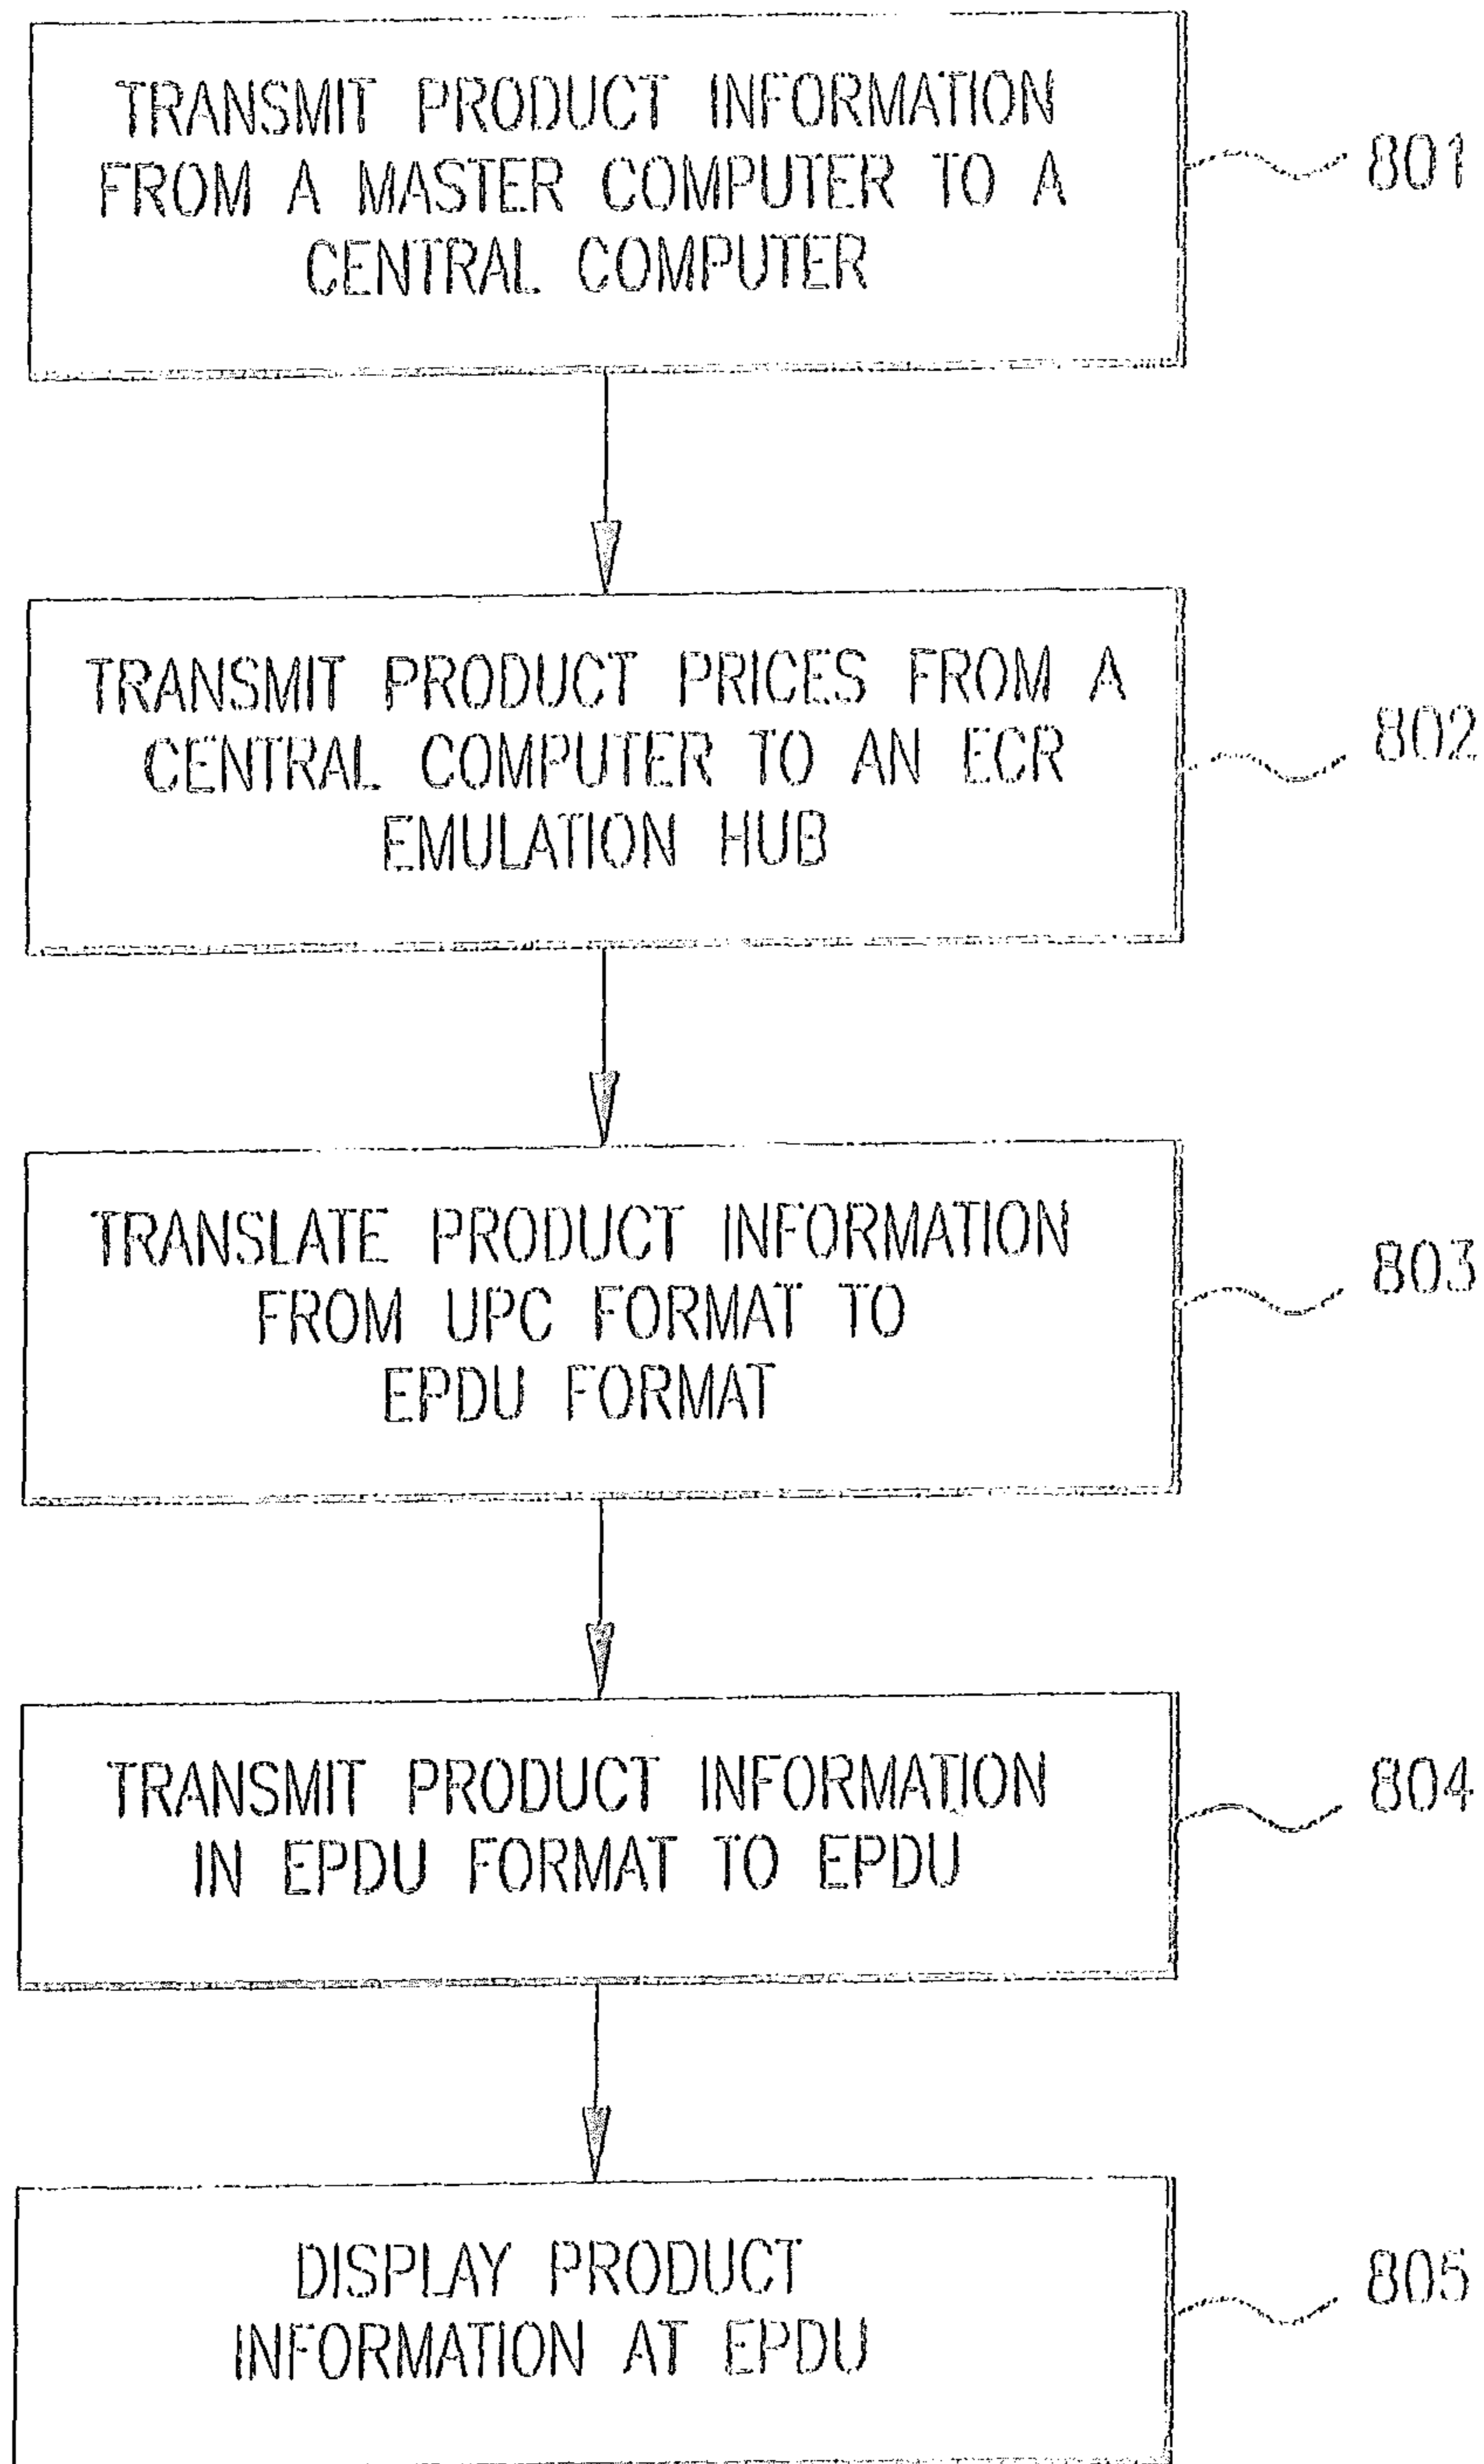 TRANSMIT PRODUCT INFORMATION
FROM A MASTER COMPUTER TO A
CENTRAL COMPUTER
801
TRANSMIT PRODUCT PRICES FROM A
CENTRAL COMPUTER TO AN ECR
EMULATION HUB
802
TRANSLATE PRODUCT INFORMATION
FROM UPC FORMAT TO
EPDU FORMAT
803
TRANSMIT PRODUCT INFORMATION
IN EPDU FORMAT TO EPDU
804
DISPLAY PRODUCT
INFORMATION AT EPDU
805